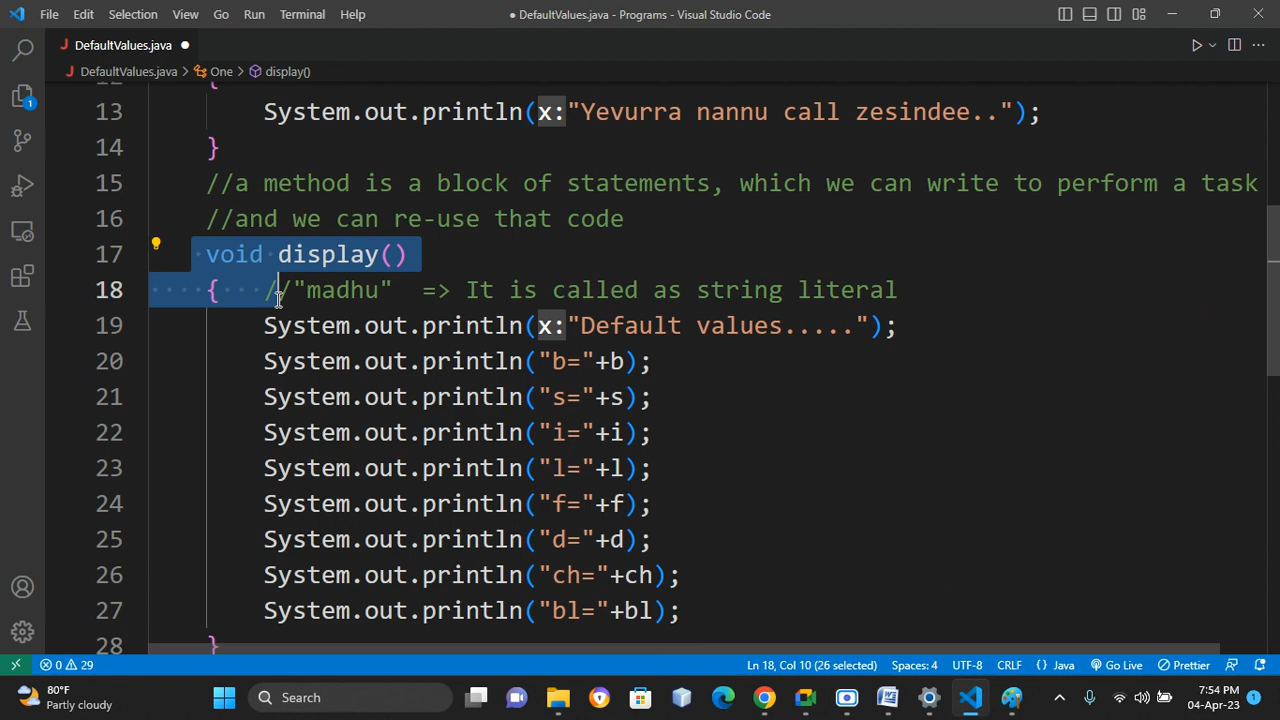 File Edit Selection View Go Run Terminal Help
● DefaultValues.java - Programs - Visual Studio Code
J DefaultValues.java ●
J DefaultValues.java > One > display()
{
13 System.out.println(x:"Yevurra nannu call zesindee..");
14 }
15 //a method is a block of statements, which we can write to perform a task
16 //and we can re-use that code
17 void display()
18 { //"madhu" => It is called as string literal
19 System.out.println(x:"Default values.....");
20 System.out.println("b="+b);
21 System.out.println("s="+s);
22 System.out.println("i="+i);
23 System.out.println("l="+l);
24 System.out.println("f="+f);
25 System.out.println("d="+d);
26 System.out.println("ch="+ch);
27 System.out.println("bl="+bl);
28 }
0 29 Ln 18, Col 10 (26 selected) Spaces: 4 UTF-8 CRLF {} Java Go Live Prettier
80°F
Partly cloudy
Search
7:54 PM
04-Apr-23